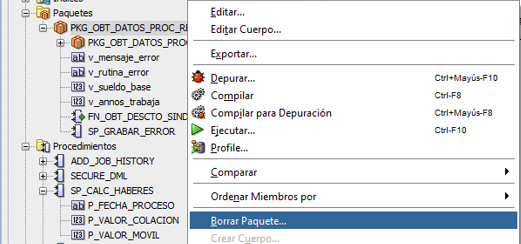 Índices
Paquetes
PKG_OBT_DATOS_PROC_R
PKG_OBT_DATOS_PROC
v_mensaje_error
v_rutina_error
v_sueldo_base
v_annos_trabaja
FN_OBT_DESCTO_SIND
SP_GRABAR_ERROR
Procedimientos
ADD_JOB_HISTORY
SECURE_DML
SP_CALC_HABERES
P_FECHA_PROCESO
P_VALOR_COLACION
P_VALOR_MOVIL
Editar...
Editar Cuerpo...
Exportar...
Depurar... Ctrl+Mayús-F10
Compilar Ctrl-F8
Compilar para Depuración Ctrl+Mayús-F8
Ejecutar... Ctrl-F10
Profile...
Comparar
Ordenar Miembros por
Borrar Paquete...
Crear Cuerpo...